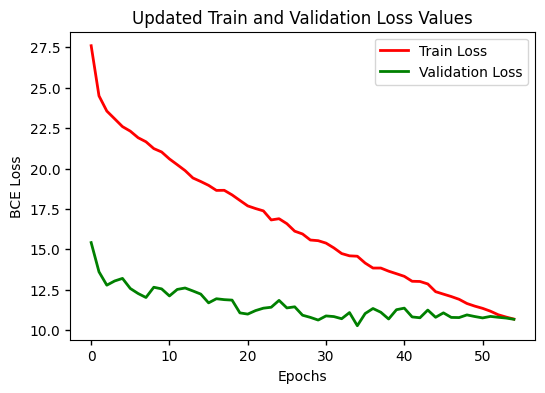 Updated Train and Validation Loss Values
Train Loss
Validation Loss
BCE Loss
27.5
25.0
22.5
20.0
17.5
15.0
12.5
10.0
0 10 20 30 40 50
Epochs